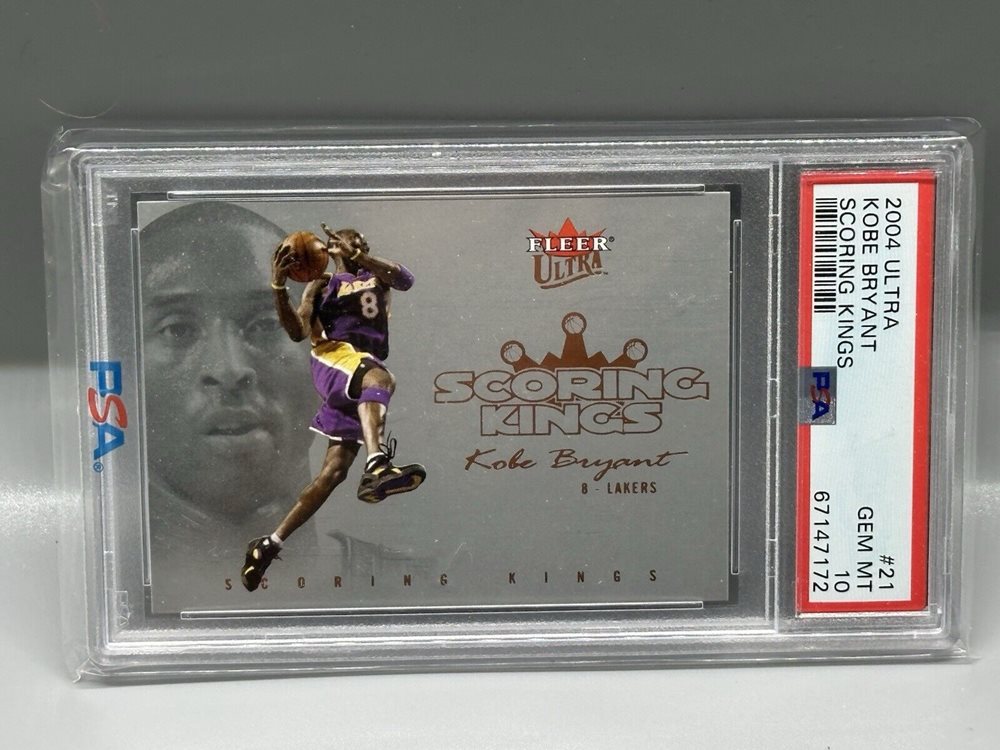 FLEER®
ULTRA™
SCORING
KINGS
Kobe Bryant
8 - LAKERS
SCORING KINGS
LAKERS
8
PSA®
2004 ULTRA
KOBE BRYANT
SCORING KINGS
PSA
#21
GEM MT
10
67147172